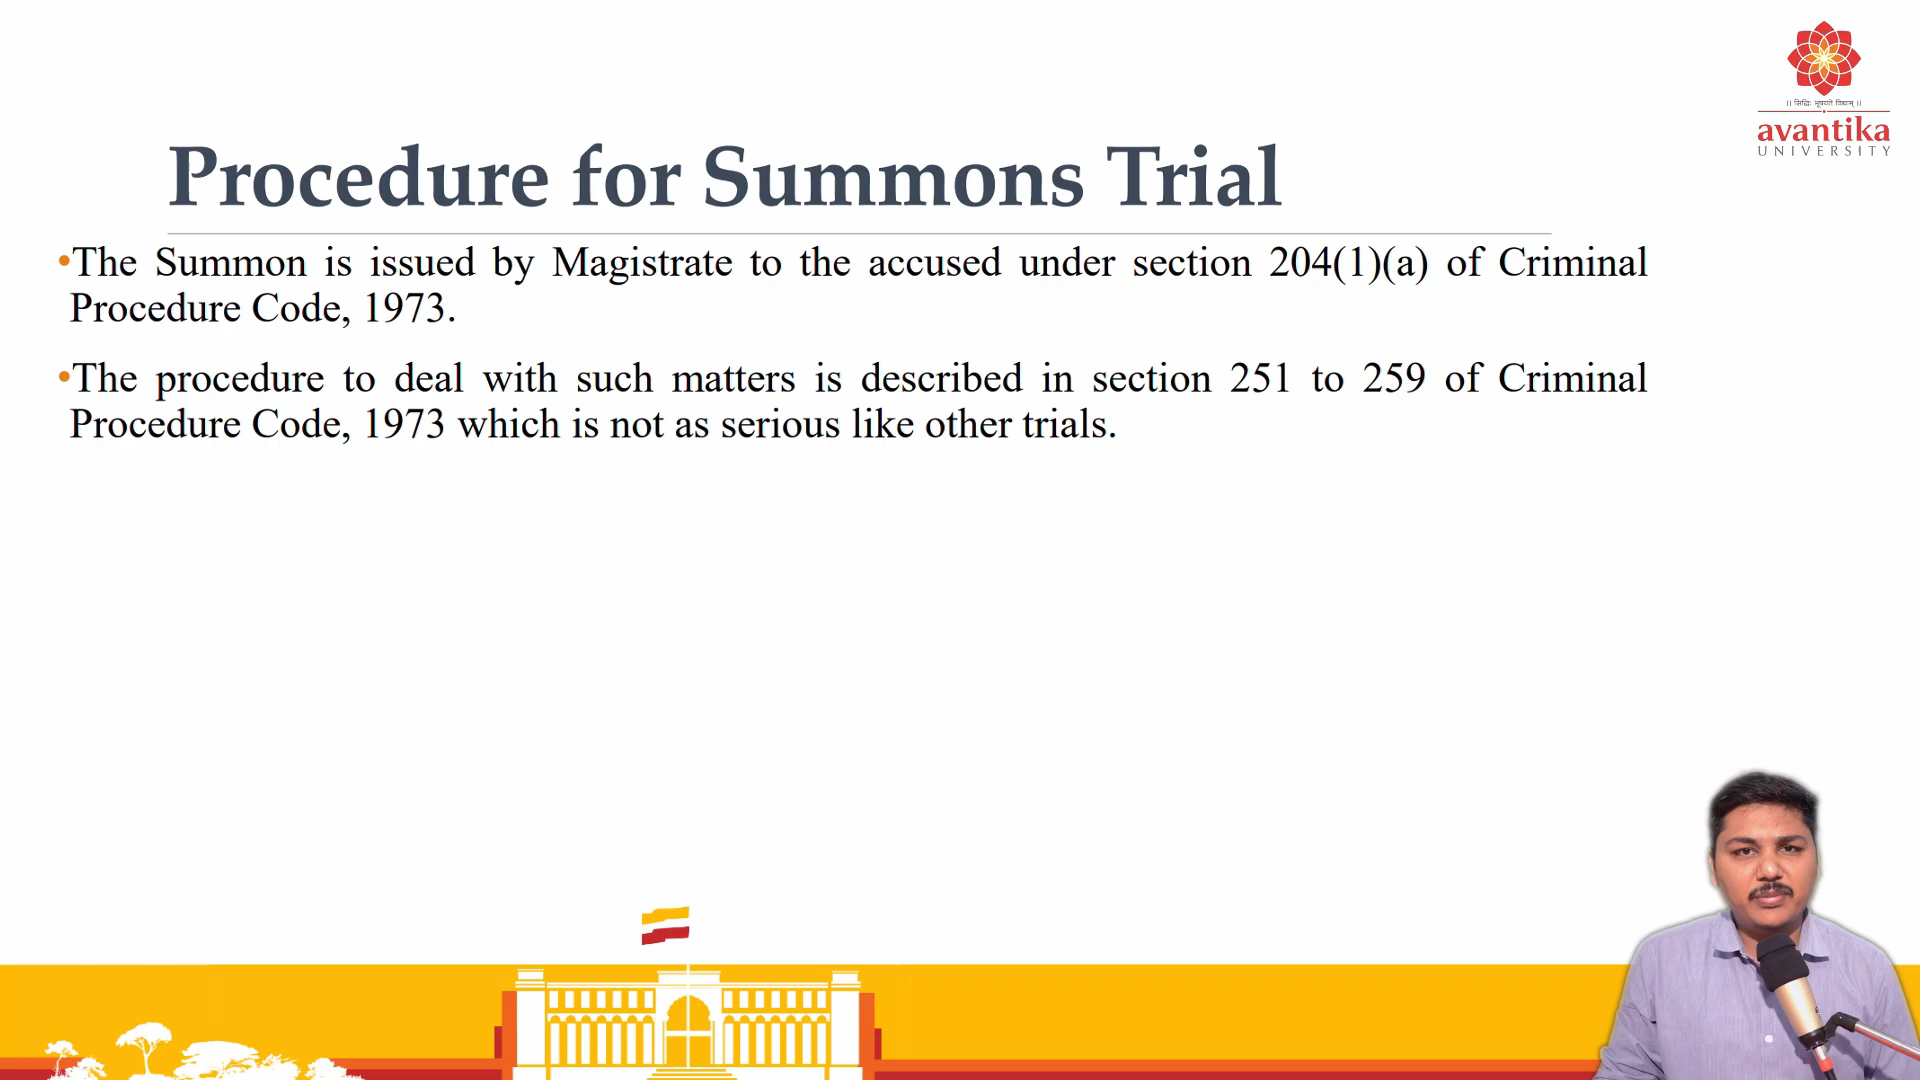 ।। सिद्धिः भूषयते विद्याम् ।।
avantika
UNIVERSITY
Procedure for Summons Trial
•The Summon is issued by Magistrate to the accused under section 204(1)(a) of Criminal
Procedure Code, 1973.
•The procedure to deal with such matters is described in section 251 to 259 of Criminal
Procedure Code, 1973 which is not as serious like other trials.